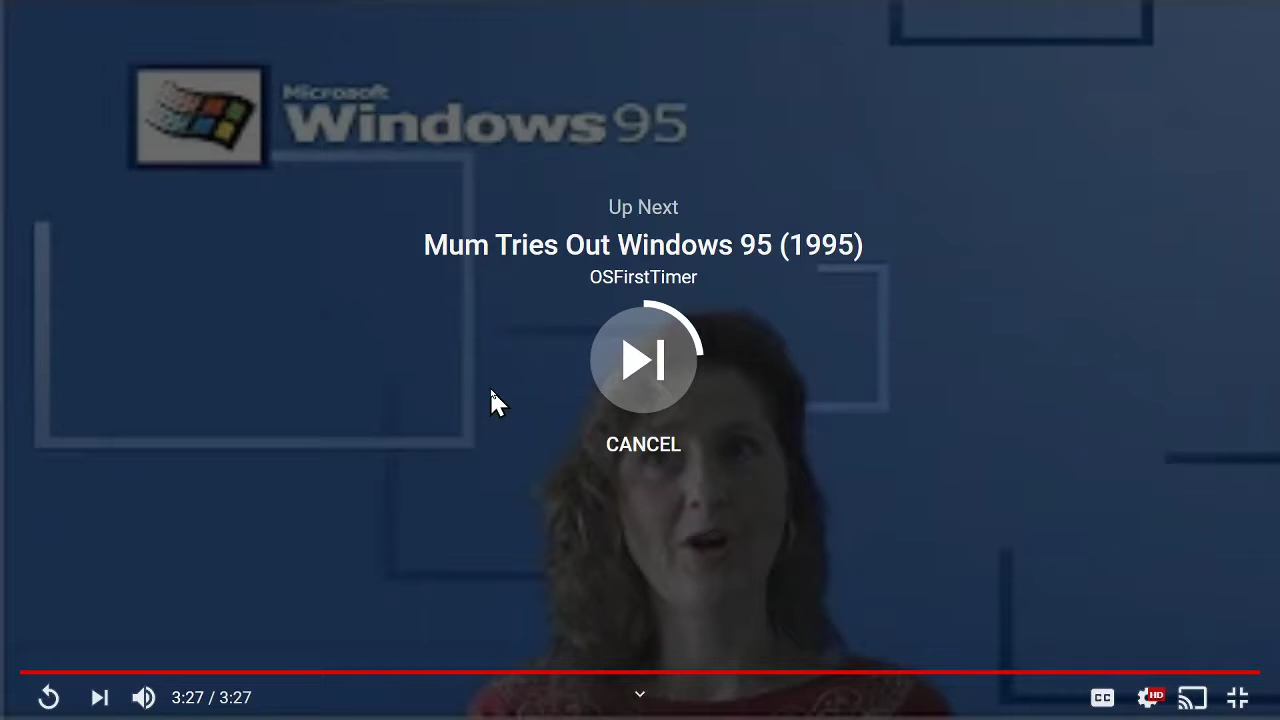 Microsoft
Windows 95
Up Next
Mum Tries Out Windows 95 (1995)
OSFirstTimer
CANCEL
3:27 / 3:27
CC
HD